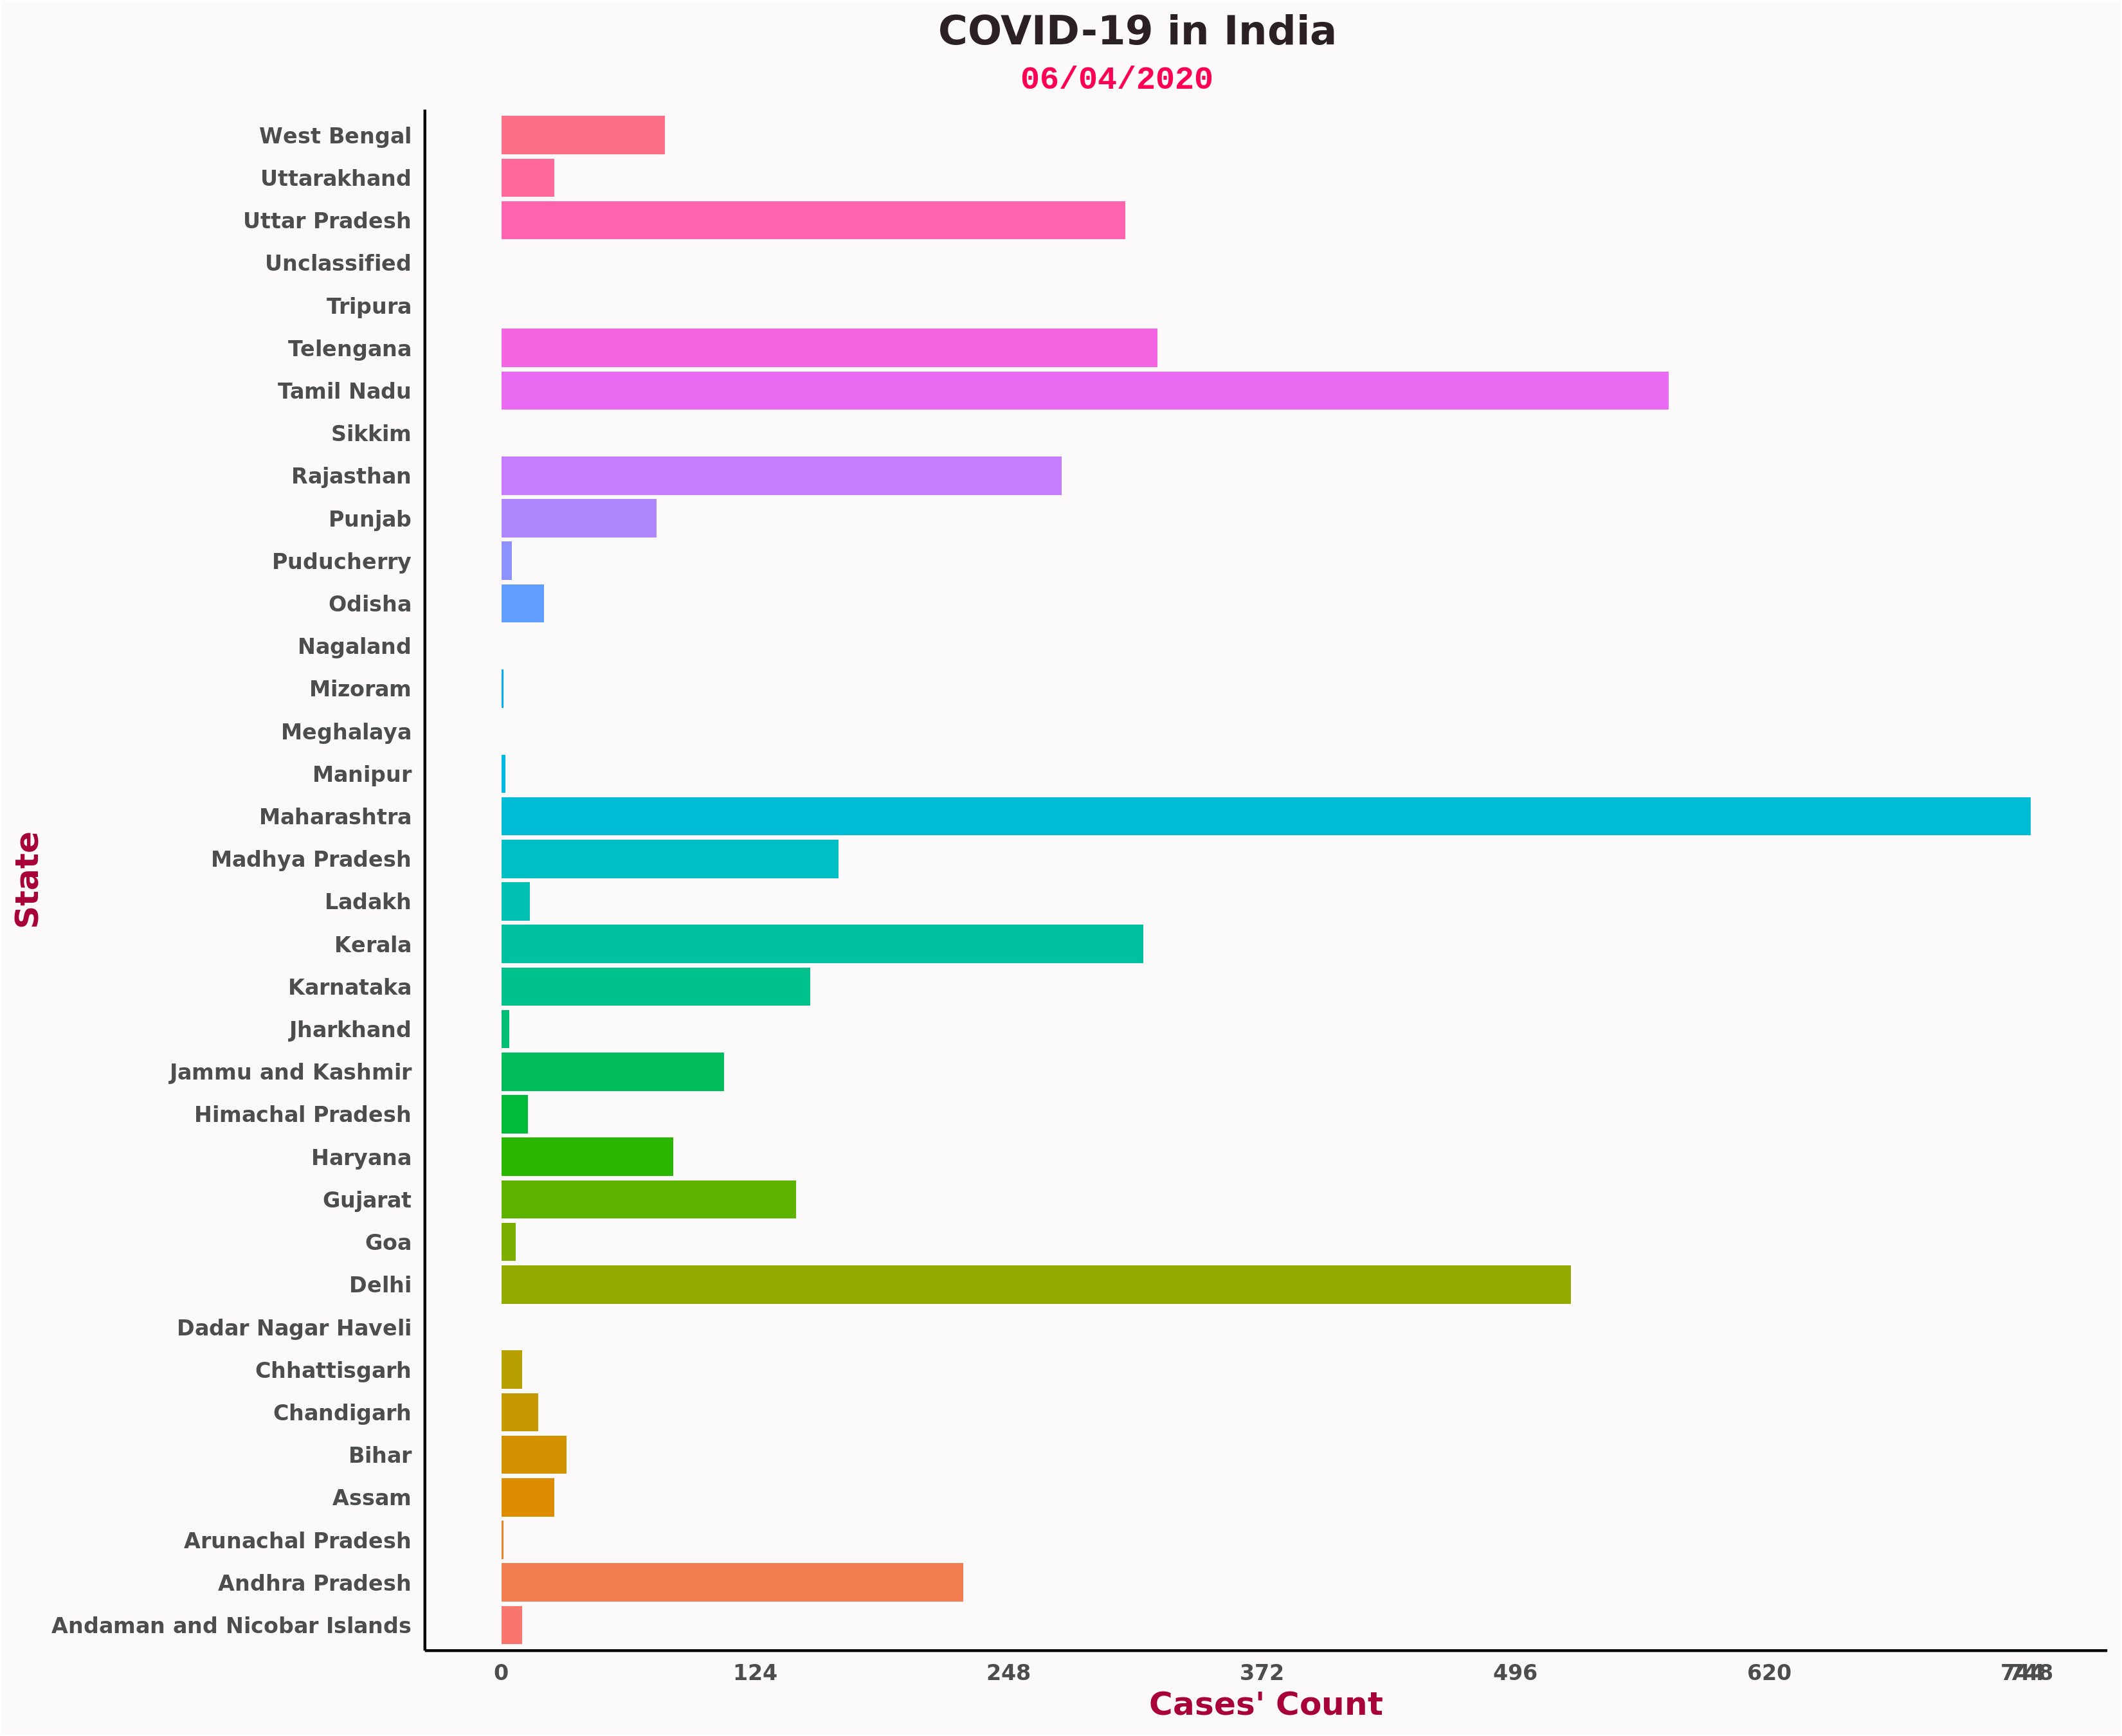 COVID-19 in India
06/04/2020
West Bengal
Uttarakhand
Uttar Pradesh
Unclassified
Tripura
Telengana
Tamil Nadu
Sikkim
Rajasthan
Punjab
Puducherry
Odisha
Nagaland
Mizoram
Meghalaya
Manipur
Maharashtra
Madhya Pradesh
Ladakh
Kerala
Karnataka
Jharkhand
Jammu and Kashmir
Himachal Pradesh
Haryana
Gujarat
Goa
Delhi
Dadar Nagar Haveli
Chhattisgarh
Chandigarh
Bihar
Assam
Arunachal Pradesh
Andhra Pradesh
Andaman and Nicobar Islands
State
0 124 248 372 496 620 744 748
Cases' Count